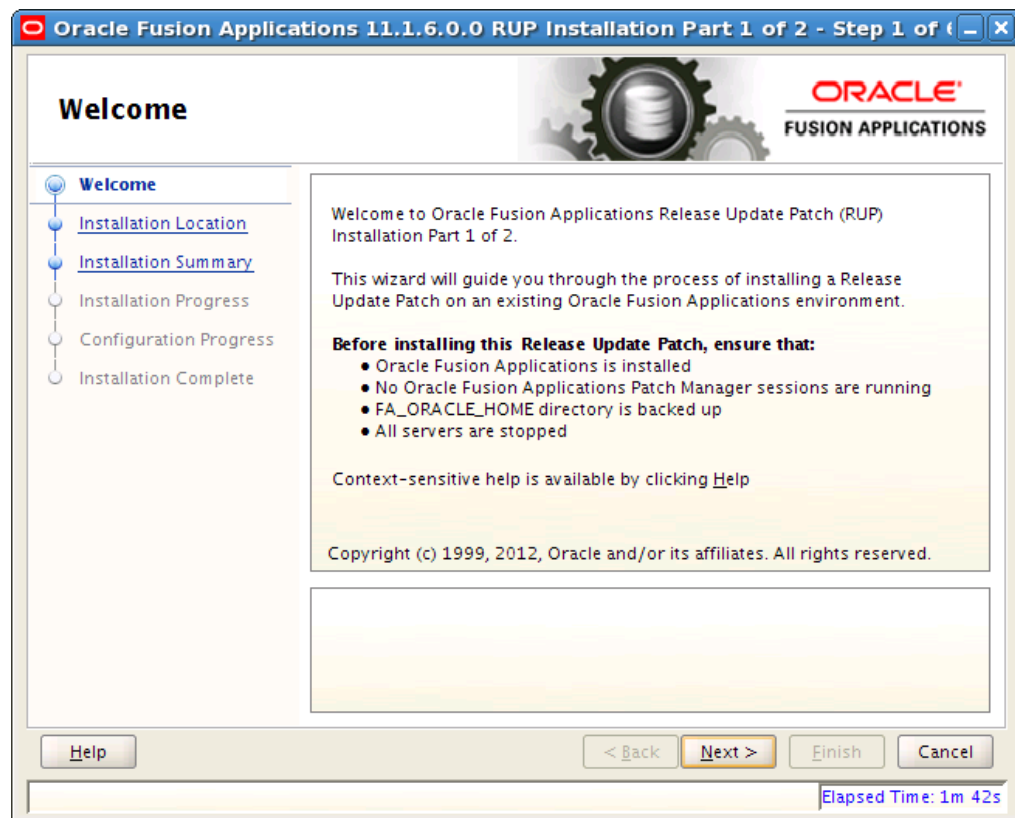 Oracle Fusion Applications 11.1.6.0.0 RUP Installation Part 1 of 2 - Step 1 of
Welcome
ORACLE
FUSION APPLICATIONS
Welcome
Installation Location
Installation Summary
Installation Progress
Configuration Progress
Installation Complete
Welcome to Oracle Fusion Applications Release Update Patch (RUP)
Installation Part 1 of 2.
This wizard will guide you through the process of installing a Release
Update Patch on an existing Oracle Fusion Applications environment.
Before installing this Release Update Patch, ensure that:
● Oracle Fusion Applications is installed
● No Oracle Fusion Applications Patch Manager sessions are running
● FA_ORACLE_HOME directory is backed up
● All servers are stopped
Context-sensitive help is available by clicking Help
Copyright (c) 1999, 2012, Oracle and/or its affiliates. All rights reserved.
Help
< Back
Next >
Finish
Cancel
Elapsed Time: 1m 42s